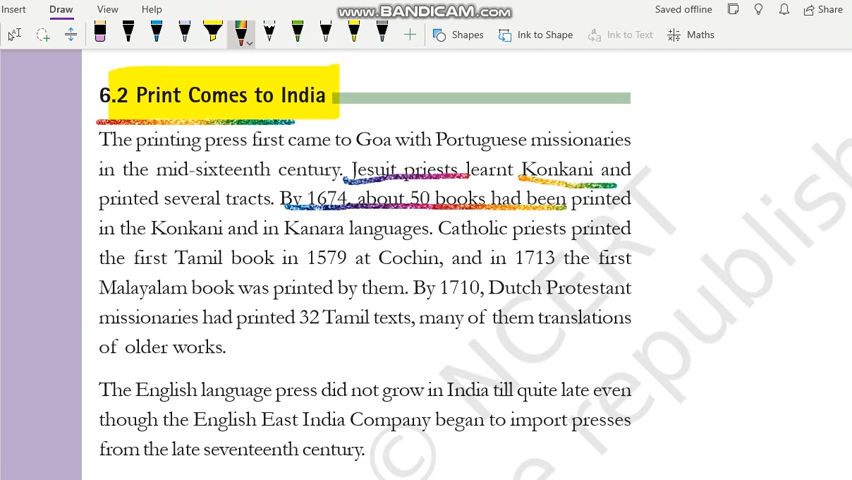 Insert Draw www.BANDICAM.com Saved offline Share
Shapes Ink to Shape Ink to Text Maths
6.2 Print Comes to India
The printing press first came to Goa with Portuguese missionaries
in the mid-sixteenth century. Jesuit priests learnt Konkani and
printed several tracts. By 1674, about 50 books had been printed
in the Konkani and in Kanara languages. Catholic priests printed
the first Tamil book in 1579 at Cochin, and in 1713 the first
Malayalam book was printed by them. By 1710, Dutch Protestant
missionaries had printed 32 Tamil texts, many of them translations
of older works.
The English language press did not grow in India till quite late even
though the English East India Company began to import presses
from the late seventeenth century.
© NCERT
republish